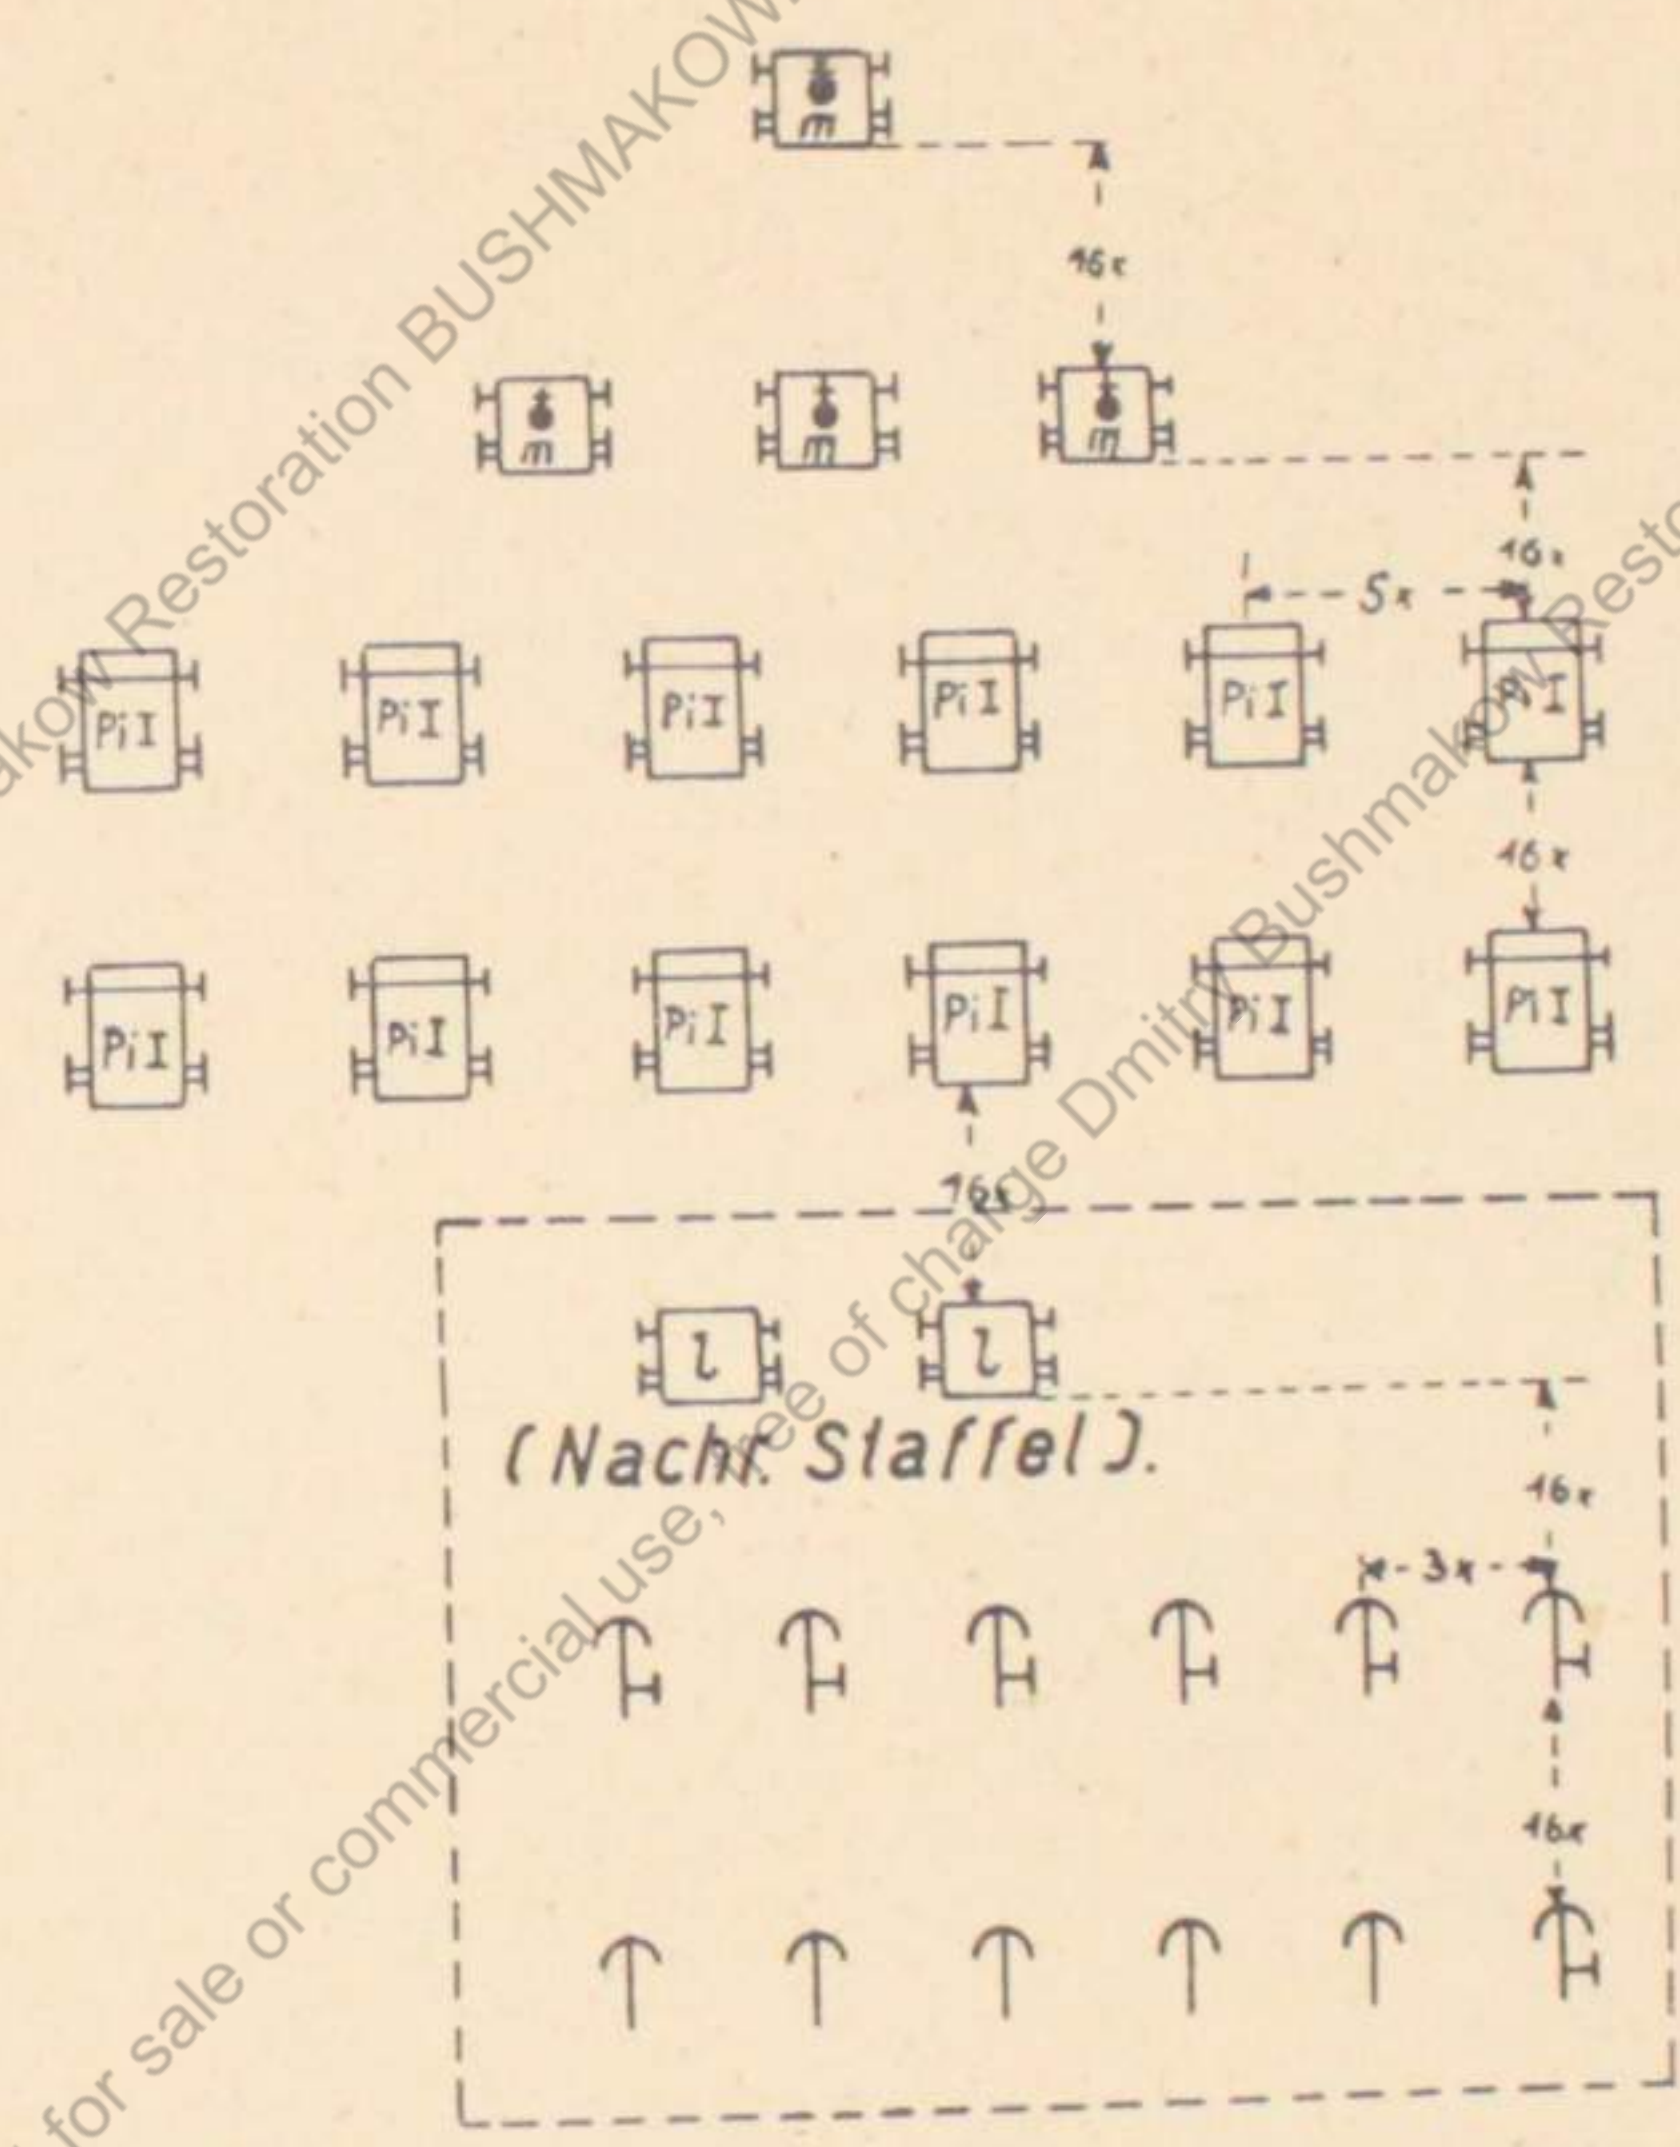 m
16x
m m m
16x
5x
PiI PiI PiI PiI PiI PiI
16x
PiI PiI PiI PiI PiI PiI
16x
l l
(Nachr. Staffel).
16x
3x
16x
Restoration BUSHMAKOW
Dmitry Bushmakow
for sale or commercial use, free of charge